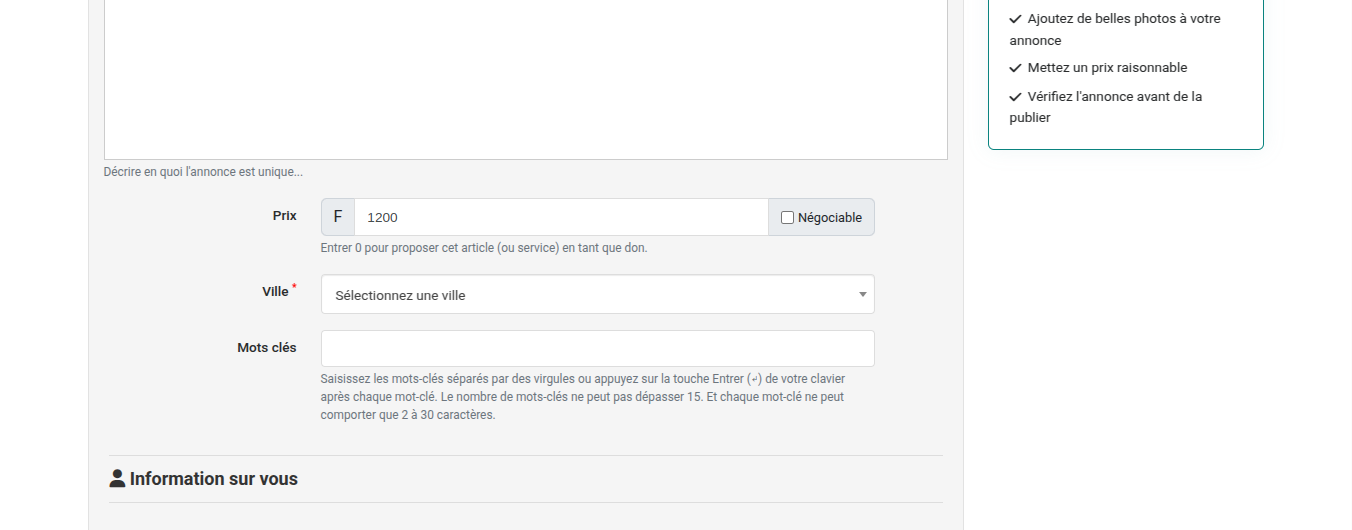 Ajoutez de belles photos à votre
annonce
Mettez un prix raisonnable
Vérifiez l'annonce avant de la
publier
Décrire en quoi l'annonce est unique...
Prix
F 1200 Négociable
Entrer 0 pour proposer cet article (ou service) en tant que don.
Ville *
Sélectionnez une ville
Mots clés
Saisissez les mots-clés séparés par des virgules ou appuyez sur la touche Entrer (↵) de votre clavier
après chaque mot-clé. Le nombre de mots-clés ne peut pas dépasser 15. Et chaque mot-clé ne peut
comporter que 2 à 30 caractères.
Information sur vous